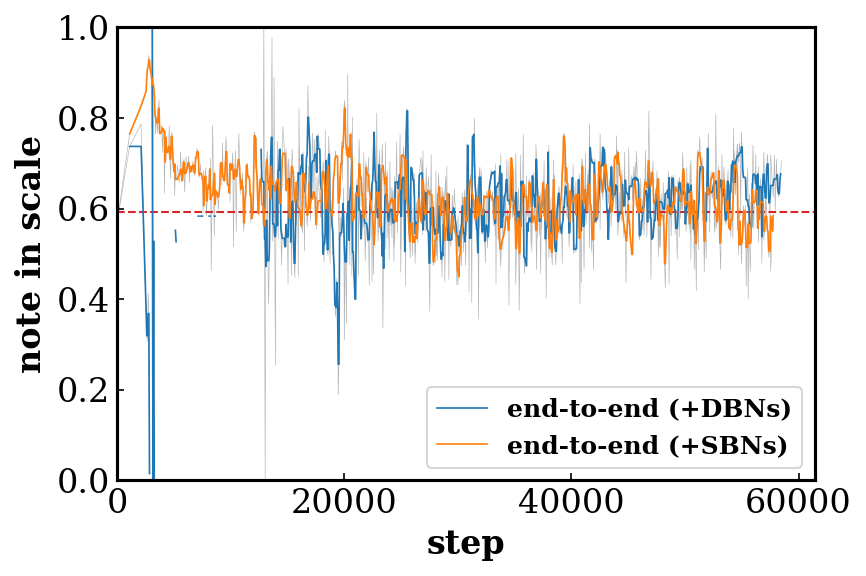 note in scale
1.0
0.8
0.6
0.4
0.2
0.0
end-to-end (+DBNs)
end-to-end (+SBNs)
0 20000 40000 60000
step